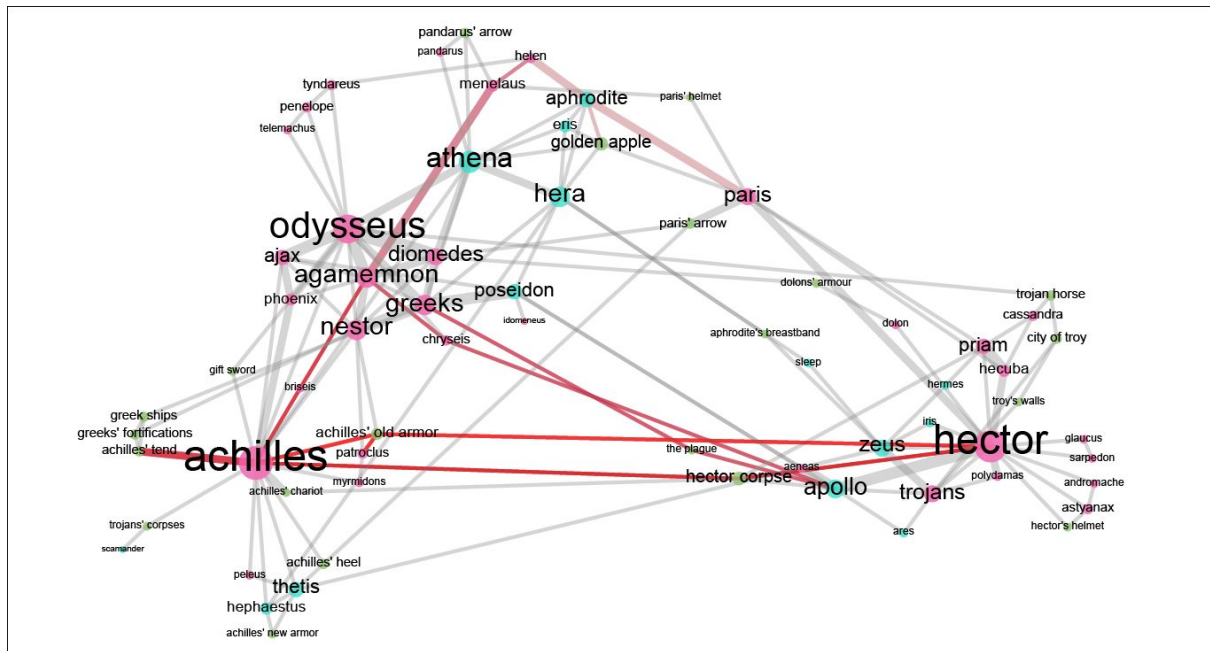 pandarus' arrow
pandarus
helen
tyndareus
menelaus
aphrodite
paris' helmet
penelope
telemachus
eris
golden apple
athena
hera
paris
odysseus
paris' arrow
ajax
diomedes
agamemnon
phoenix
greeks
poseidon
dolons' armour
trojan horse
idomeneus
cassandra
nestor
chryseis
aphrodite's breastband
dolon
city of troy
priam
gift sword
sleep
hecuba
briseis
hermes
troy's walls
greek ships
iris
greeks' fortifications
achilles' old armor
achilles' tend
patroclus
the plague
zeus
hector
glaucus
achilles
aeneas
sarpedon
myrmidons
hector corpse
polydamas
andromache
achilles' chariot
apollo
trojans
astyanax
trojans' corpses
ares
hector's helmet
scamander
achilles' heel
peleus
thetis
hephaestus
achilles' new armor